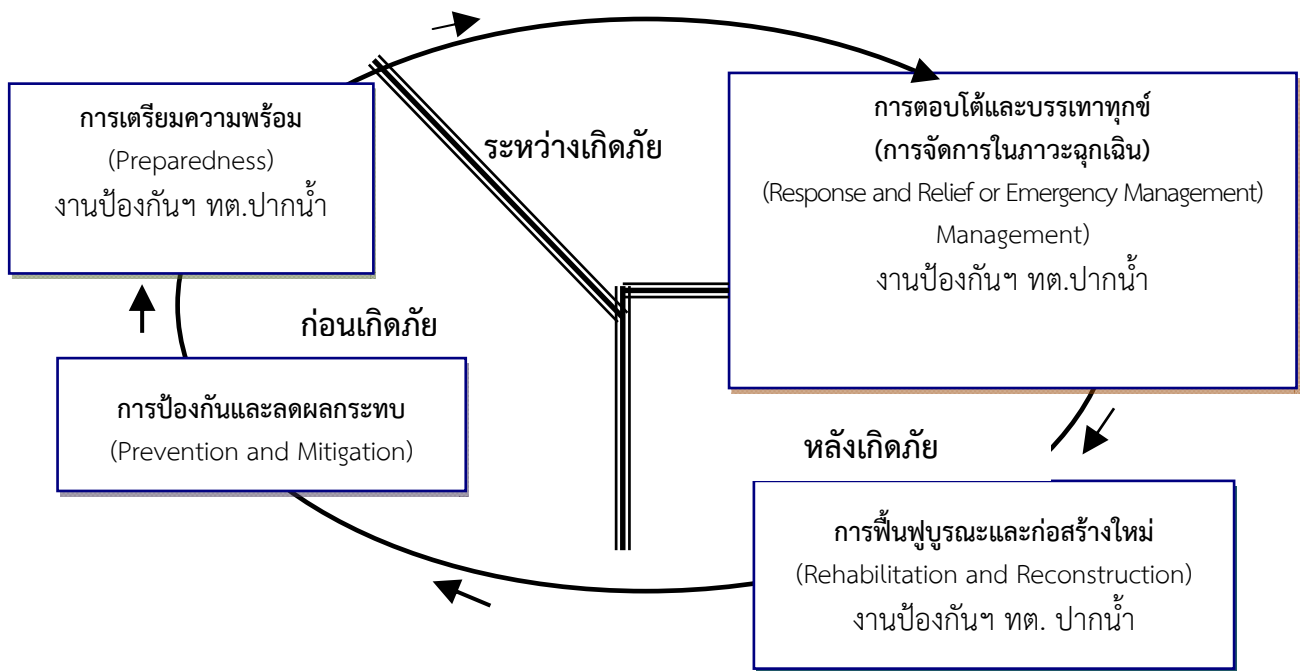 การเตรียมความพร้อม
(Preparedness)
งานป้องกันฯ ทต.ปากน้ำ
ระหว่างเกิดภัย
การตอบโต้และบรรเทาทุกข์
(การจัดการในภาวะฉุกเฉิน)
(Response and Relief or Emergency Management)
Management)
งานป้องกันฯ ทต.ปากน้ำ
ก่อนเกิดภัย
การป้องกันและลดผลกระทบ
(Prevention and Mitigation)
หลังเกิดภัย
การฟื้นฟูบูรณะและก่อสร้างใหม่
(Rehabilitation and Reconstruction)
งานป้องกันฯ ทต. ปากน้ำ